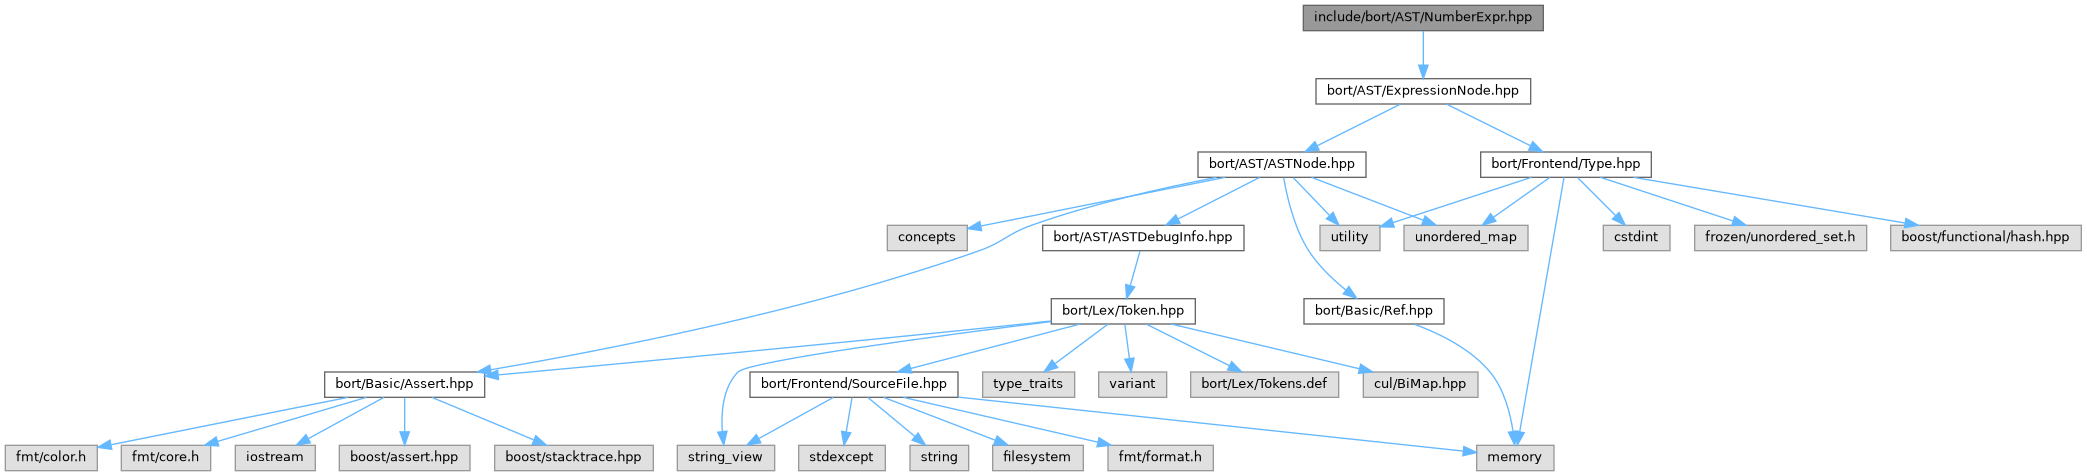 include/bort/AST/NumberExpr.hpp
bort/AST/ExpressionNode.hpp
bort/AST/ASTNode.hpp
bort/Frontend/Type.hpp
concepts
bort/AST/ASTDebugInfo.hpp
utility
unordered_map
cstdint
frozen/unordered_set.h
boost/functional/hash.hpp
bort/Lex/Token.hpp
bort/Basic/Ref.hpp
bort/Basic/Assert.hpp
bort/Frontend/SourceFile.hpp
type_traits
variant
bort/Lex/Tokens.def
cul/BiMap.hpp
fmt/color.h
fmt/core.h
iostream
boost/assert.hpp
boost/stacktrace.hpp
string_view
stdexcept
string
filesystem
fmt/format.h
memory